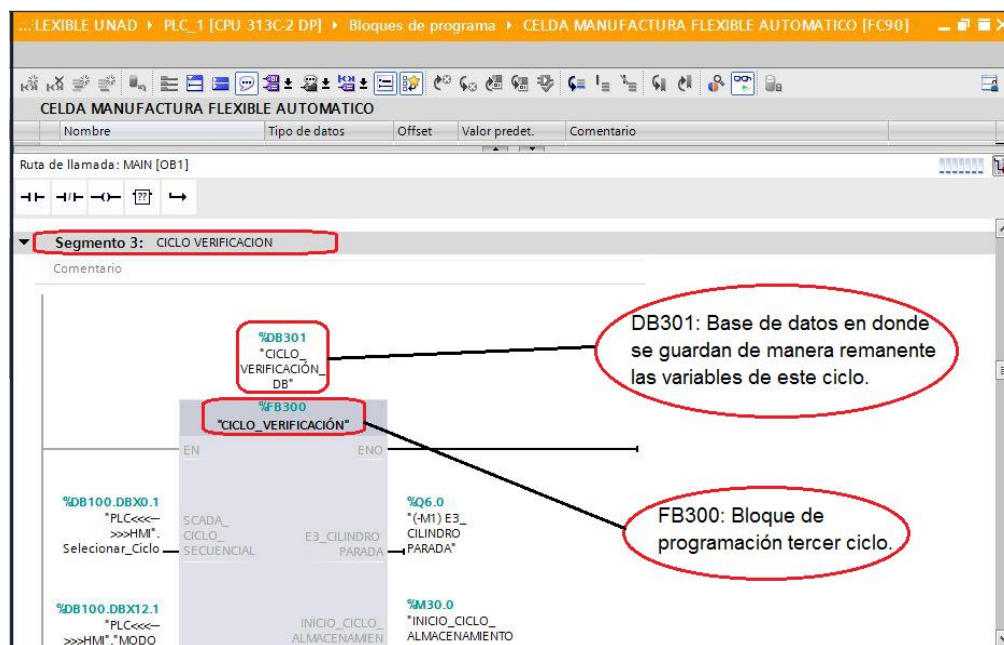 ...'LEXIBLE UNAD ▸ PLC_1 [CPU 313C-2 DP] ▸ Bloques de programa ▸ CELDA MANUFACTURA FLEXIBLE AUTOMATICO [FC90]
CELDA MANUFACTURA FLEXIBLE AUTOMATICO
Nombre Tipo de datos Offset Valor predet. Comentario
Ruta de llamada: MAIN [OB1]
??
Segmento 3: CICLO VERIFICACION
Comentario
%DB301
"CICLO_
VERIFICACIÓN_
DB"
DB301: Base de datos en donde
se guardan de manera remanente
las variables de este ciclo.
%FB300
"CICLO_VERIFICACIÓN"
EN ENO
FB300: Bloque de
programación tercer ciclo.
%DB100.DBX0.1
"PLC<<<—
>>>HMI".
Selecionar_Ciclo
SCADA_
CICLO_
SECUENCIAL
E3_CILINDRO
PARADA
%Q6.0
"(-M1) E3_
CILINDRO
PARADA"
%DB100.DBX12.1
"PLC<<<—
>>>HMI"."MODO
INICIO_CICLO_
ALMACENAMIEN
%M30.0
"INICIO_CICLO_
ALMACENAMIENTO